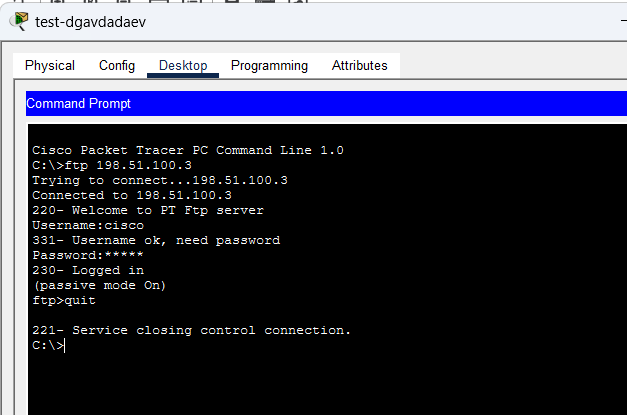 test-dgavdadaev
Physical Config Desktop Programming Attributes
Command Prompt
Cisco Packet Tracer PC Command Line 1.0
C:\>ftp 198.51.100.3
Trying to connect...198.51.100.3
Connected to 198.51.100.3
220- Welcome to PT Ftp server
Username:cisco
331- Username ok, need password
Password:*****
230- Logged in
(passive mode On)
ftp>quit
221- Service closing control connection.
C:\>